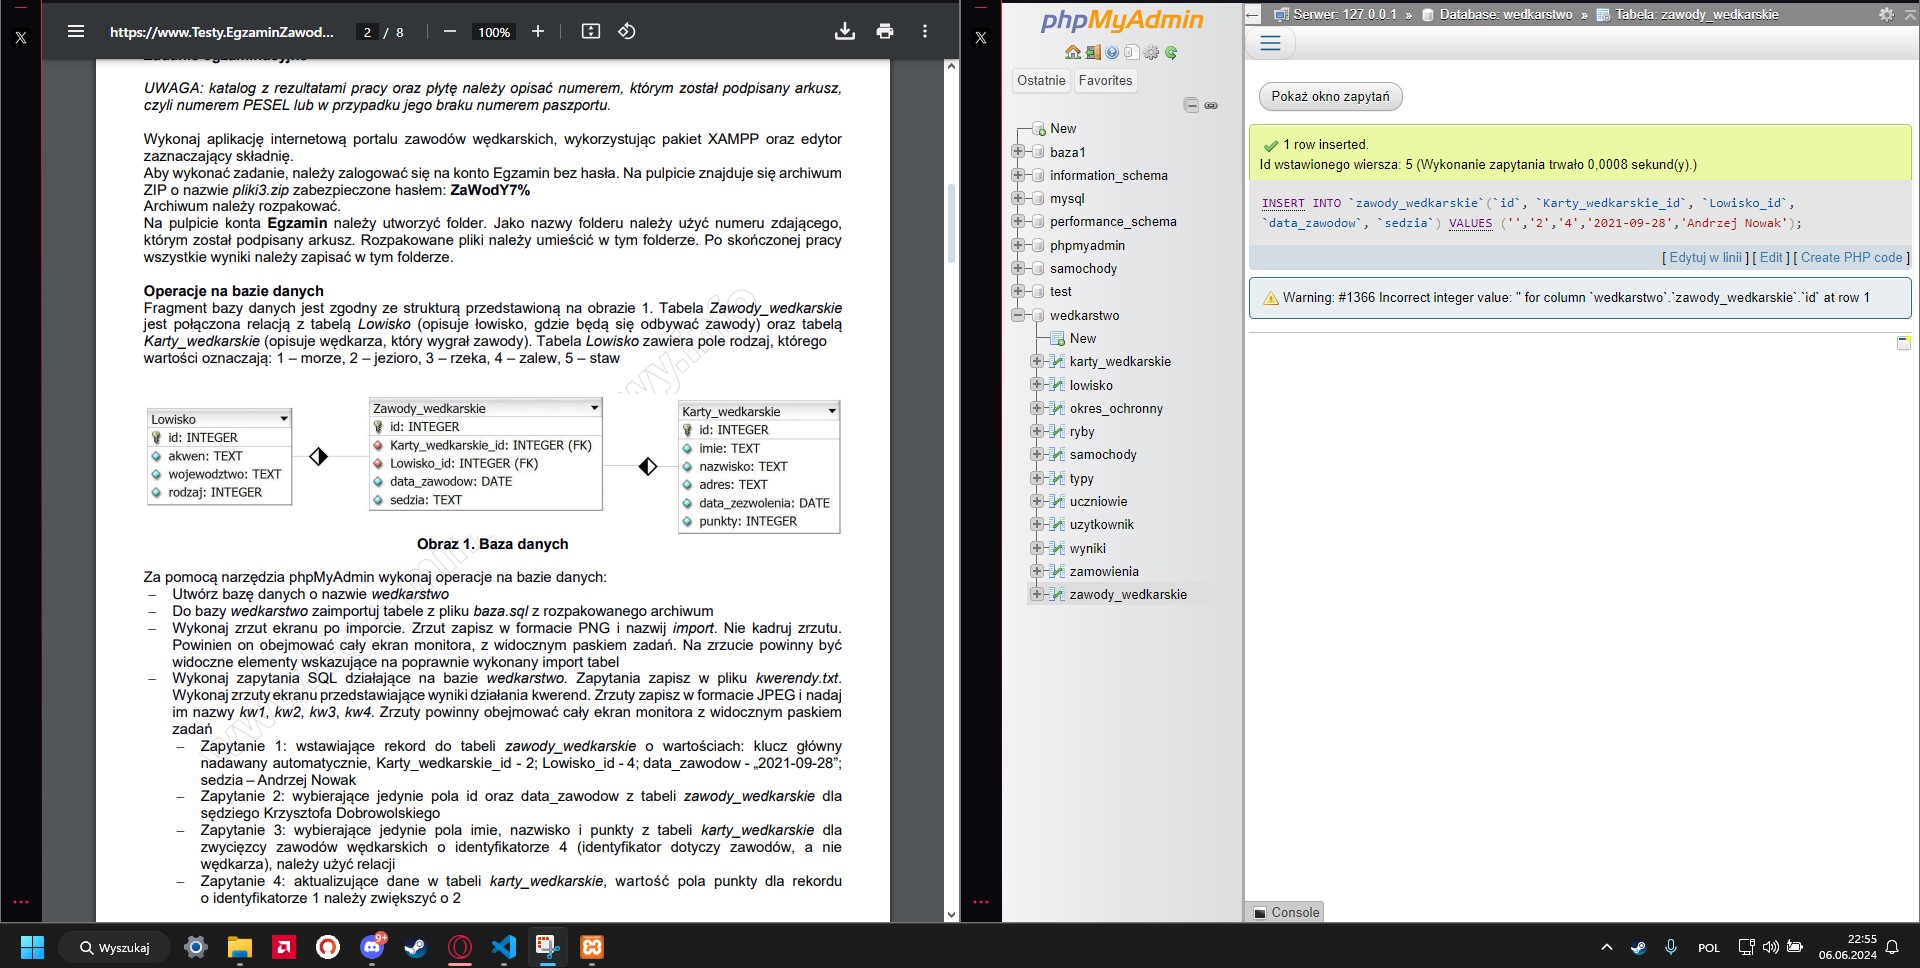 https://www.Testy.EgzaminZawod...
2 / 8
100%
UWAGA: katalog z rezultatami pracy oraz płytę należy opisać numerem, którym został podpisany arkusz,
czyli numerem PESEL lub w przypadku jego braku numerem paszportu.
Wykonaj aplikację internetową portalu zawodów wędkarskich, wykorzystując pakiet XAMPP oraz edytor
zaznaczający składnię.
Aby wykonać zadanie, należy zalogować się na konto Egzamin bez hasła. Na pulpicie znajduje się archiwum
ZIP o nazwie pliki3.zip zabezpieczone hasłem: ZaWodY7%
Archiwum należy rozpakować.
Na pulpicie konta Egzamin należy utworzyć folder. Jako nazwy folderu należy użyć numeru zdającego,
którym został podpisany arkusz. Rozpakowane pliki należy umieścić w tym folderze. Po skończonej pracy
wszystkie wyniki należy zapisać w tym folderze.
Operacje na bazie danych
Fragment bazy danych jest zgodny ze strukturą przedstawioną na obrazie 1. Tabela Zawody_wedkarskie
jest połączona relacją z tabelą Lowisko (opisuje łowisko, gdzie będą się odbywać zawody) oraz tabelą
Karty_wedkarskie (opisuje wędkarza, który wygrał zawody). Tabela Lowisko zawiera pole rodzaj, którego
wartości oznaczają: 1 – morze, 2 – jezioro, 3 – rzeka, 4 – zalew, 5 – staw
Lowisko
id: INTEGER
akwen: TEXT
wojewodztwo: TEXT
rodzaj: INTEGER
Zawody_wedkarskie
id: INTEGER
Karty_wedkarskie_id: INTEGER (FK)
Lowisko_id: INTEGER (FK)
data_zawodow: DATE
sedzia: TEXT
Karty_wedkarskie
id: INTEGER
imie: TEXT
nazwisko: TEXT
adres: TEXT
data_zezwolenia: DATE
punkty: INTEGER
Obraz 1. Baza danych
Za pomocą narzędzia phpMyAdmin wykonaj operacje na bazie danych:
– Utwórz bazę danych o nazwie wedkarstwo
– Do bazy wedkarstwo zaimportuj tabele z pliku baza.sql z rozpakowanego archiwum
– Wykonaj zrzut ekranu po imporcie. Zrzut zapisz w formacie PNG i nazwij import. Nie kadruj zrzutu.
Powinien on obejmować cały ekran monitora, z widocznym paskiem zadań. Na zrzucie powinny być
widoczne elementy wskazujące na poprawnie wykonany import tabel
– Wykonaj zapytania SQL działające na bazie wedkarstwo. Zapytania zapisz w pliku kwerendy.txt.
Wykonaj zrzuty ekranu przedstawiające wyniki działania kwerend. Zrzuty zapisz w formacie JPEG i nadaj
im nazwy kw1, kw2, kw3, kw4. Zrzuty powinny obejmować cały ekran monitora z widocznym paskiem
zadań
– Zapytanie 1: wstawiające rekord do tabeli zawody_wedkarskie o wartościach: klucz główny
nadawany automatycznie, Karty_wedkarskie_id - 2; Lowisko_id - 4; data_zawodow - „2021-09-28”;
sedzia – Andrzej Nowak
– Zapytanie 2: wybierające jedynie pola id oraz data_zawodow z tabeli zawody_wedkarskie dla
sędziego Krzysztofa Dobrowolskiego
– Zapytanie 3: wybierające jedynie pola imie, nazwisko i punkty z tabeli karty_wedkarskie dla
zwycięzcy zawodów wędkarskich o identyfikatorze 4 (identyfikator dotyczy zawodów, a nie
wędkarza), należy użyć relacji
– Zapytanie 4: aktualizujące dane w tabeli karty_wedkarskie, wartość pola punkty dla rekordu
o identyfikatorze 1 należy zwiększyć o 2
phpMyAdmin
Ostatnie Favorites
New
baza1
information_schema
mysql
performance_schema
phpmyadmin
samochody
test
wedkarstwo
New
karty_wedkarskie
lowisko
okres_ochronny
ryby
samochody
typy
uczniowie
uzytkownik
wyniki
zamowienia
zawody_wedkarskie
Serwer: 127.0.0.1 » Database: wedkarstwo » Tabela: zawody_wedkarskie
Pokaż okno zapytań
1 row inserted.
Id wstawionego wiersza: 5 (Wykonanie zapytania trwało 0,0008 sekund(y).)
INSERT INTO `zawody_wedkarskie`(`id`, `Karty_wedkarskie_id`, `Lowisko_id`,
`data_zawodow`, `sedzia`) VALUES ('','2','4','2021-09-28','Andrzej Nowak');
[ Edytuj w linii ] [ Edit ] [ Create PHP code ]
Warning: #1366 Incorrect integer value: '' for column `wedkarstwo`.`zawody_wedkarskie`.`id` at row 1
Console
Wyszukaj
9+
POL
22:55
06.06.2024